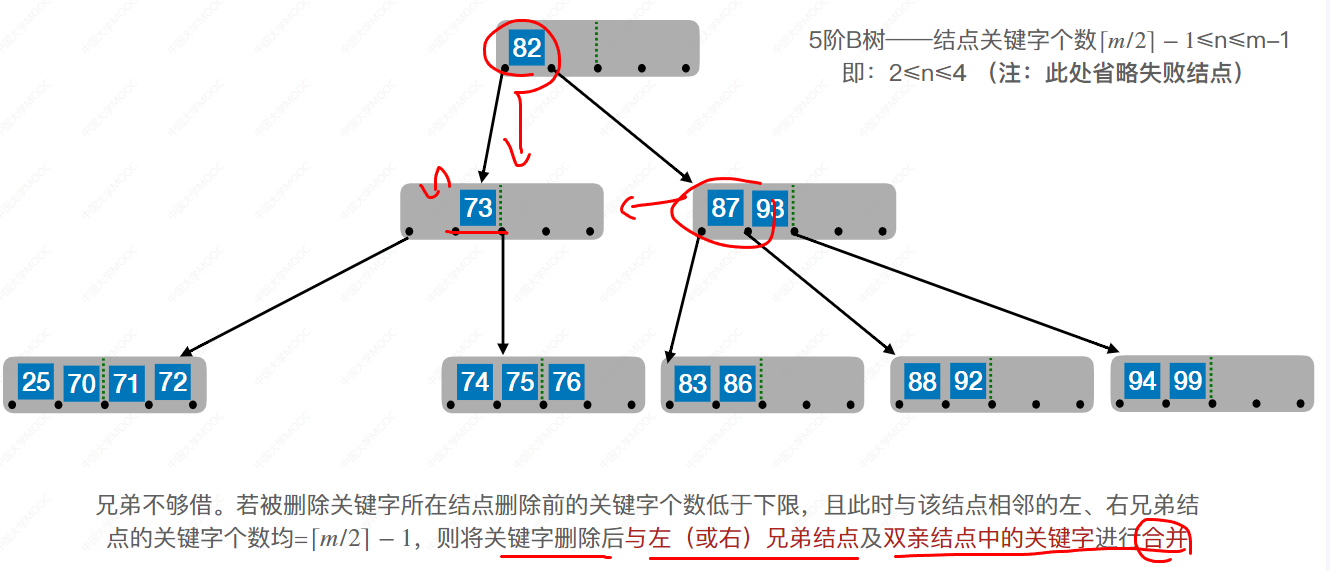 82
5阶B树——结点关键字个数⌈m/2⌉ − 1≤n≤m–1
即：2≤n≤4 （注：此处省略失败结点）
73
87 93
25 70 71 72
74 75 76
83 86
88 92
94 99
兄弟不够借。若被删除关键字所在结点删除前的关键字个数低于下限，且此时与该结点相邻的左、右兄弟结
点的关键字个数均=⌈m/2⌉ − 1，则将关键字删除后与左（或右）兄弟结点及双亲结点中的关键字进行合并